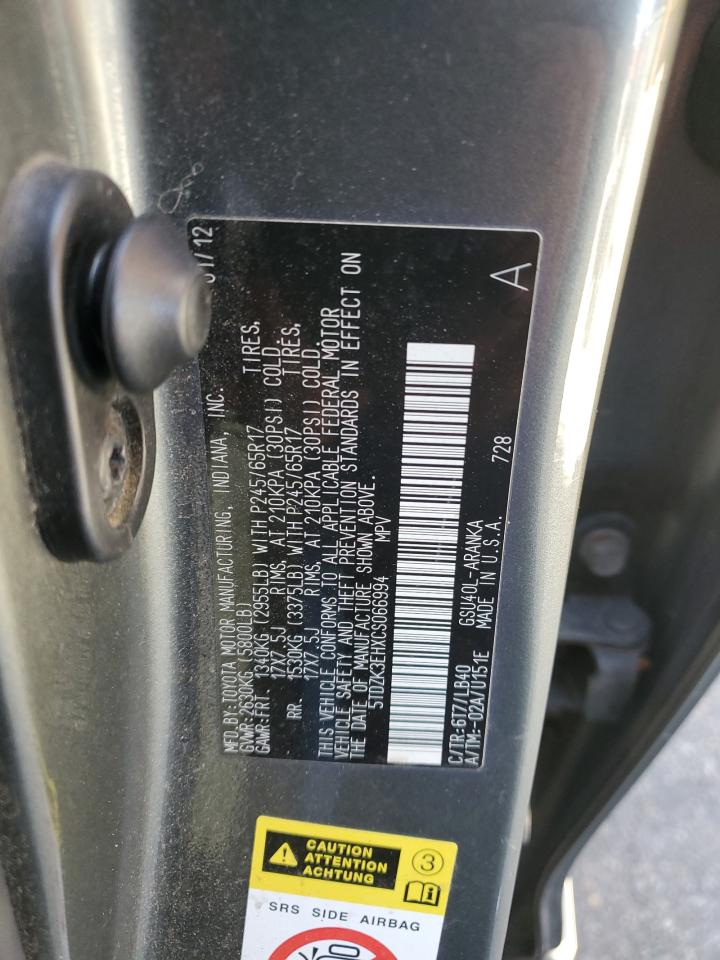 MFD.BY:TOYOTA MOTOR MANUFACTURING, INDIANA, INC. 01/12
GVWR:2630KG (5800LB)
GAWR:FRT. 1340KG (2955LB) WITH P245/65R17 TIRES,
17X7.5J RIMS, AT 210KPA (30PSI) COLD.
RR. 1530KG (3375LB) WITH P245/65R17 TIRES,
17X7.5J RIMS, AT 210KPA (30PSI) COLD.
THIS VEHICLE CONFORMS TO ALL APPLICABLE FEDERAL MOTOR
VEHICLE SAFETY AND THEFT PREVENTION STANDARDS IN EFFECT ON
THE DATE OF MANUFACTURE SHOWN ABOVE.
5TDZK3EHXCS066994 MPV
C/TR:6T7/LB40 GSU40L-ARANKA 728
A/TM:-02A/U151E MADE IN U.S.A.
A
CAUTION
ATTENTION
ACHTUNG
3
SRS SIDE AIRBAG